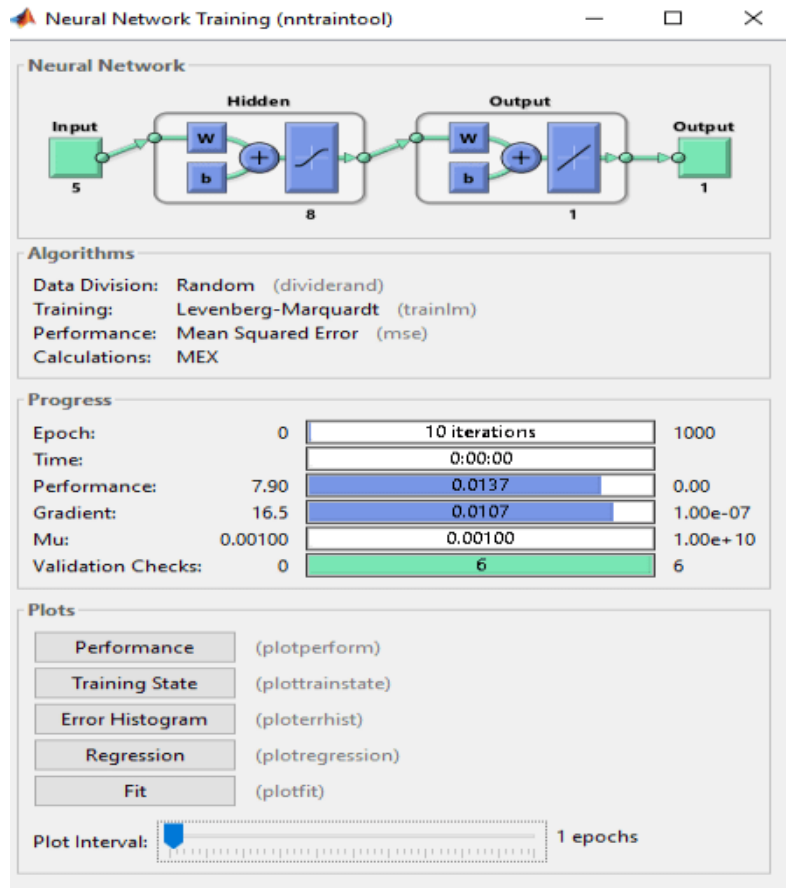 Neural Network Training (nntraintool)
Neural Network
Hidden Output
Input W b + W b + Output
5 8 1 1
Algorithms
Data Division: Random (dividerand)
Training: Levenberg-Marquardt (trainlm)
Performance: Mean Squared Error (mse)
Calculations: MEX
Progress
Epoch: 0 10 iterations 1000
Time: 0:00:00
Performance: 7.90 0.0137 0.00
Gradient: 16.5 0.0107 1.00e-07
Mu: 0.00100 0.00100 1.00e+10
Validation Checks: 0 6 6
Plots
Performance (plotperform)
Training State (plottrainstate)
Error Histogram (ploterrhist)
Regression (plotregression)
Fit (plotfit)
Plot Interval: 1 epochs